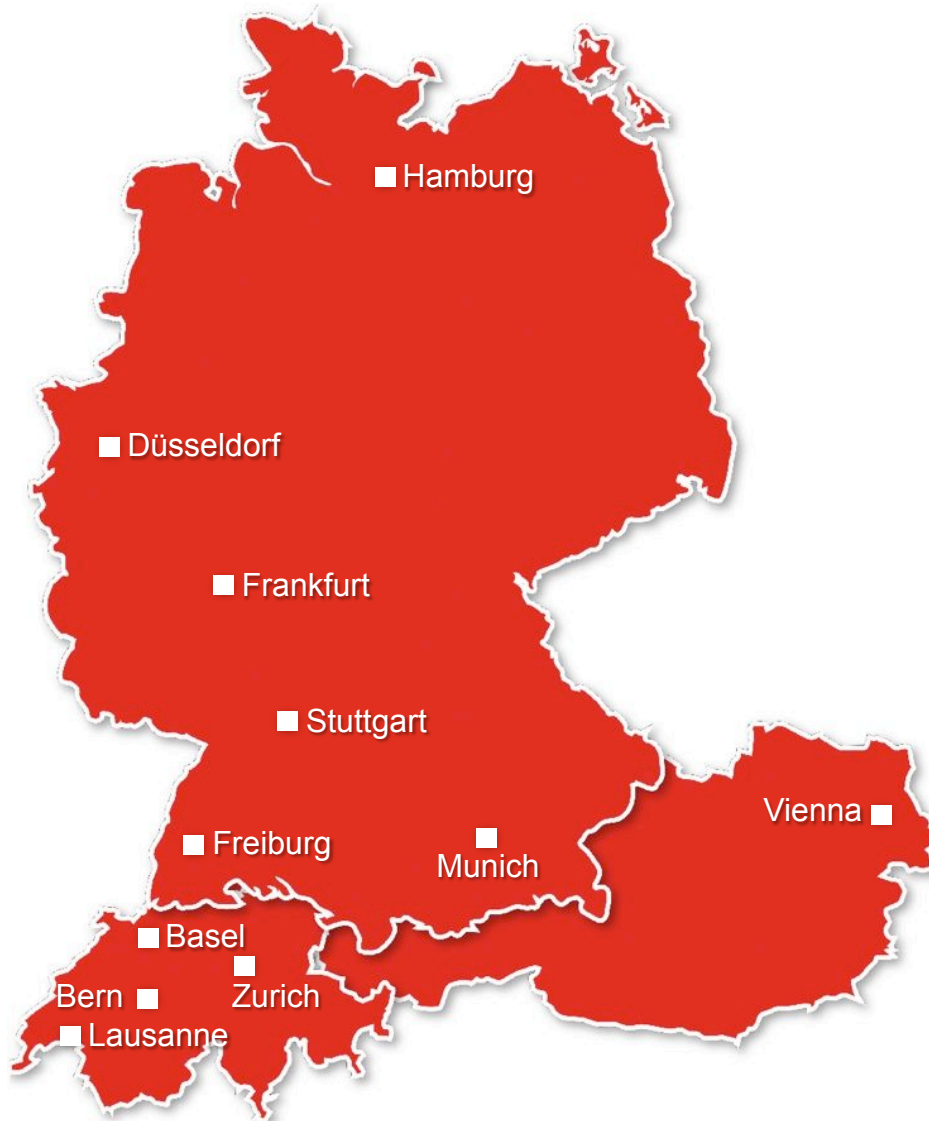 Hamburg
Düsseldorf
Frankfurt
Stuttgart
Vienna
Freiburg
Munich
Basel
Bern
Zurich
Lausanne